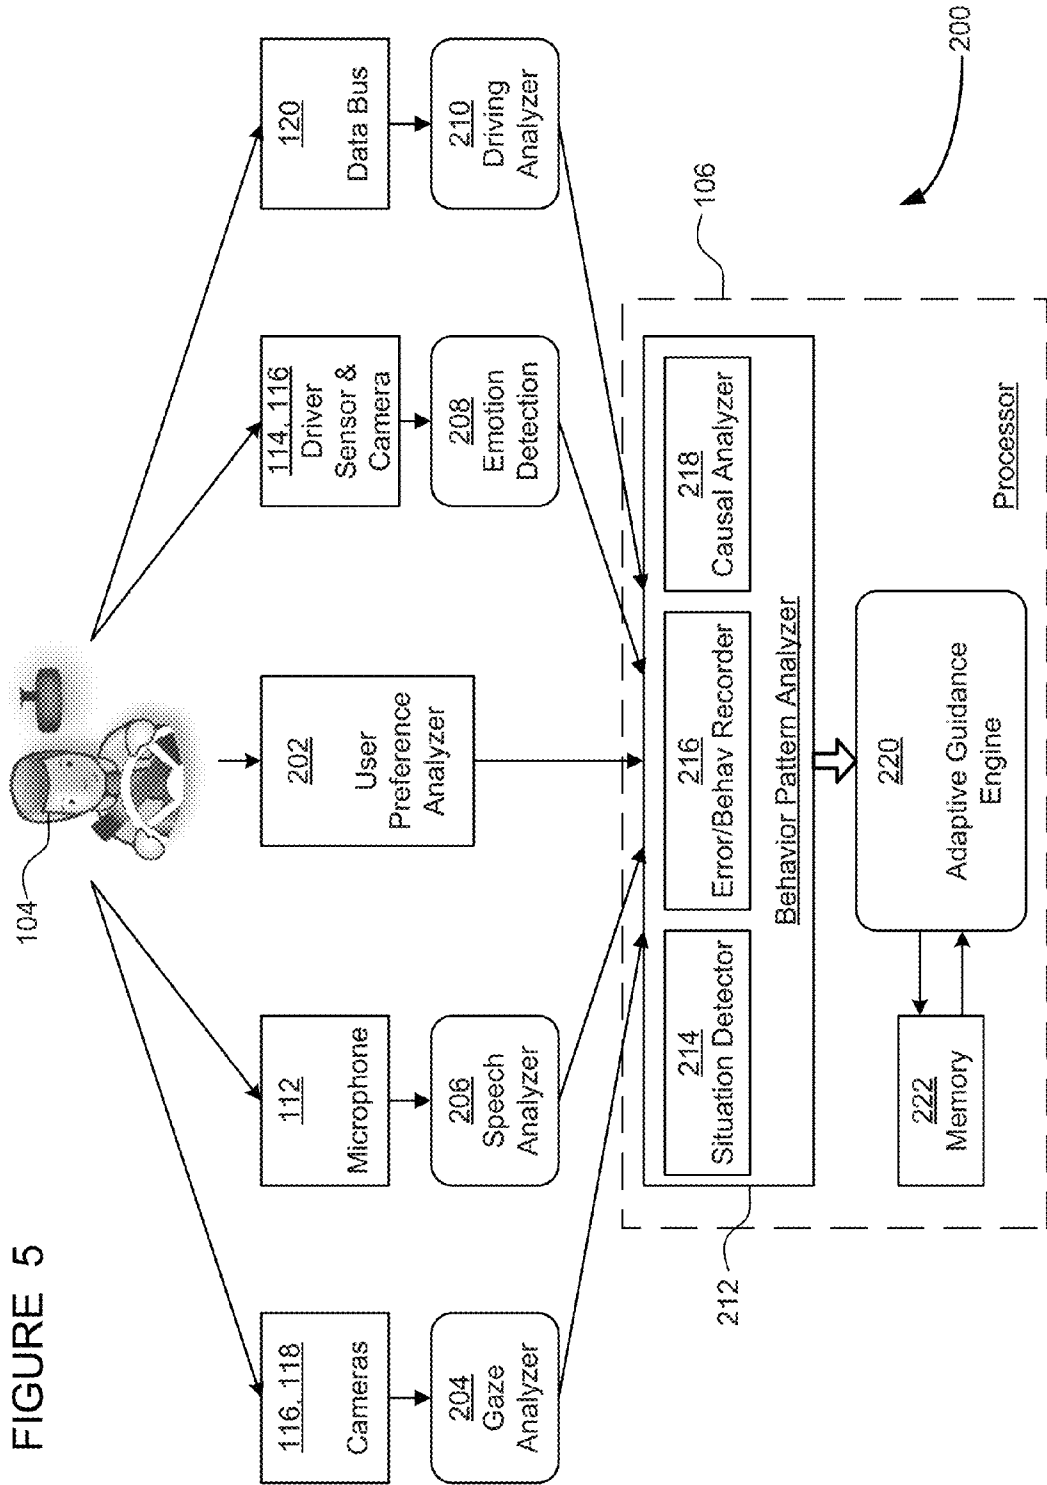 FIGURE 5
104
116, 118
Cameras
112
Microphone
202
User
Preference
Analyzer
114, 116
Driver
Sensor &
Camera
120
Data Bus
204
Gaze
Analyzer
206
Speech
Analyzer
208
Emotion
Detection
210
Driving
Analyzer
212
214
Situation Detector
216
Error/Behav Recorder
218
Causal Analyzer
Behavior Pattern Analyzer
106
222
Memory
220
Adaptive Guidance
Engine
Processor
200